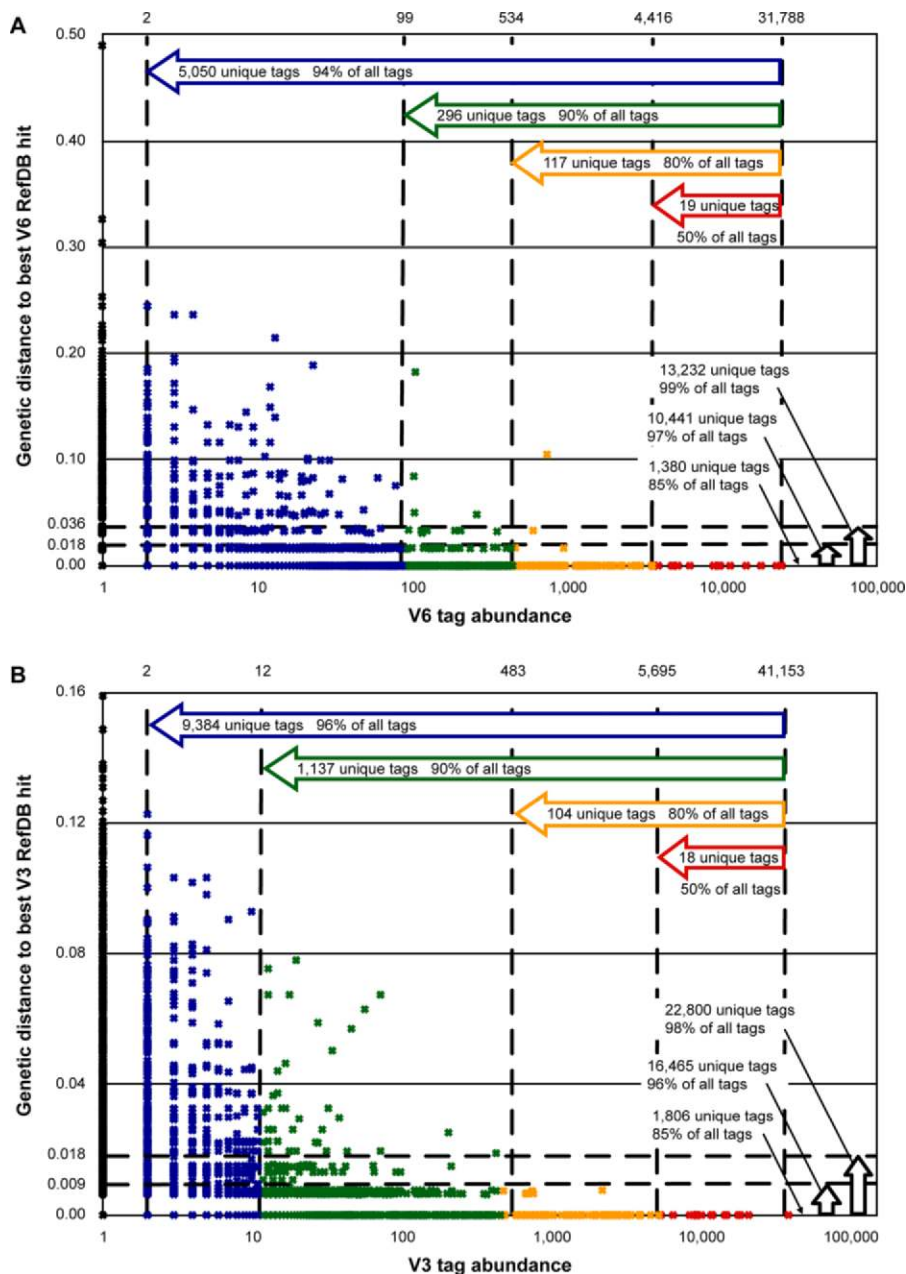 A
2 99 534 4,416 31,788
0.50
5,050 unique tags 94% of all tags
296 unique tags 90% of all tags
0.40
117 unique tags 80% of all tags
19 unique tags
50% of all tags
0.30
0.20
13,232 unique tags
99% of all tags
10,441 unique tags
97% of all tags
0.10
1,380 unique tags
85% of all tags
0.036
0.018
0.00
Genetic distance to best V6 RefDB hit
1 10 100 1,000 10,000 100,000
V6 tag abundance
B
2 12 483 5,695 41,153
0.16
9,384 unique tags 96% of all tags
1,137 unique tags 90% of all tags
0.12
104 unique tags 80% of all tags
18 unique tags
50% of all tags
0.08
22,800 unique tags
98% of all tags
0.04
16,465 unique tags
96% of all tags
1,806 unique tags
85% of all tags
0.018
0.009
0.00
Genetic distance to best V3 RefDB hit
1 10 100 1,000 10,000 100,000
V3 tag abundance